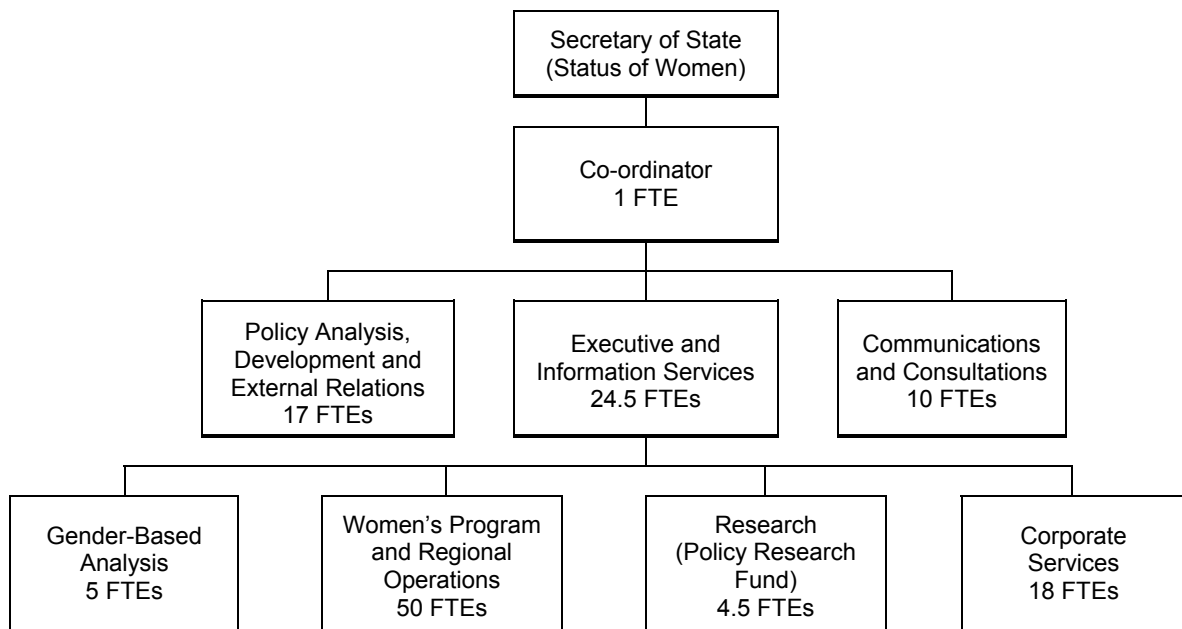 Secretary of State
(Status of Women)
Co-ordinator
1 FTE
Policy Analysis,
Development and
External Relations
17 FTEs
Executive and
Information Services
24.5 FTEs
Communications
and Consultations
10 FTEs
Gender-Based
Analysis
5 FTEs
Women’s Program
and Regional
Operations
50 FTEs
Research
(Policy Research
Fund)
4.5 FTEs
Corporate
Services
18 FTEs